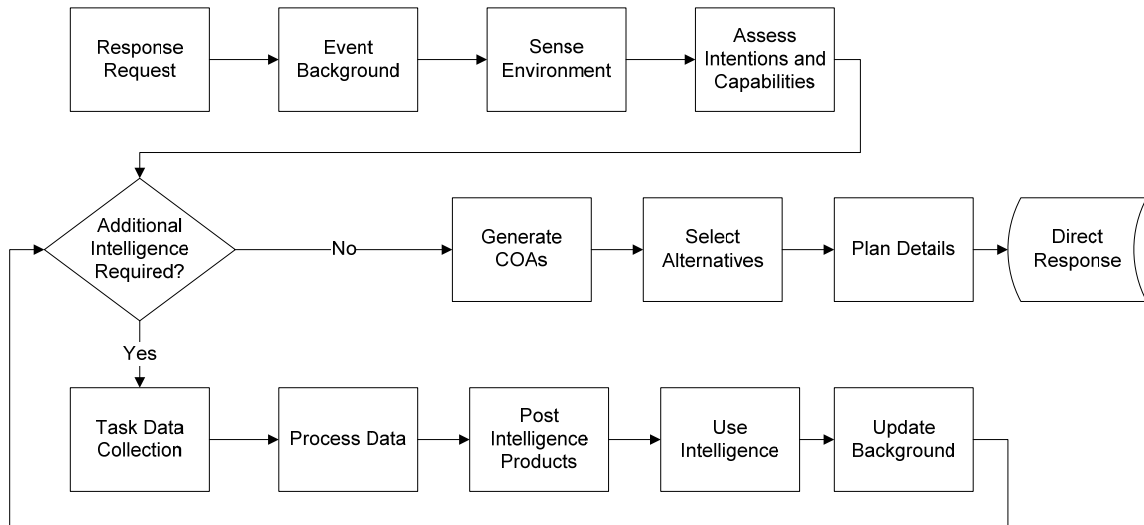 Response
Request
Event
Background
Sense
Environment
Assess
Intentions and
Capabilities
Additional
Intelligence
Required?
No
Generate
COAs
Select
Alternatives
Plan Details
Direct
Response
Yes
Task Data
Collection
Process Data
Post
Intelligence
Products
Use
Intelligence
Update
Background